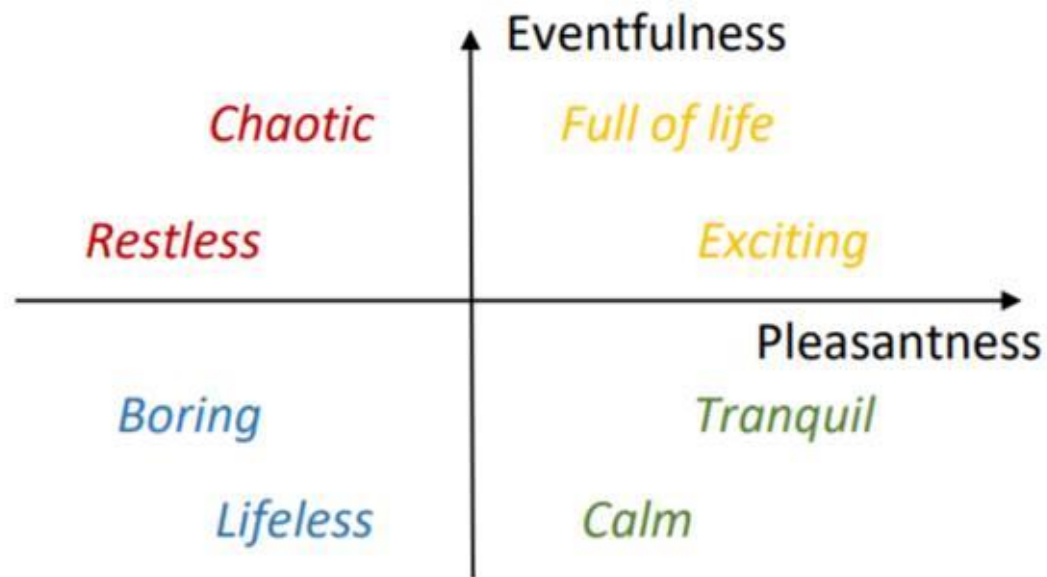 Eventfulness
Chaotic
Full of life
Restless
Exciting
Pleasantness
Boring
Tranquil
Lifeless
Calm